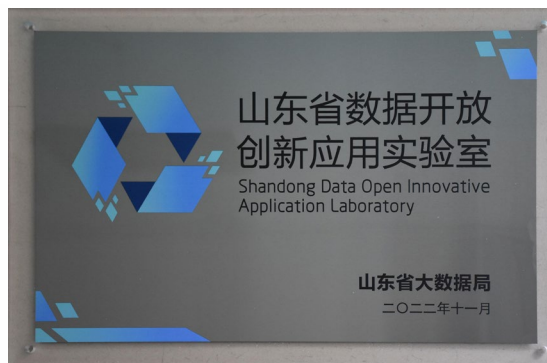 山东省数据开放
创新应用实验室
Shandong Data Open Innovative
Application Laboratory
山东省大数据局
二〇二二年十一月